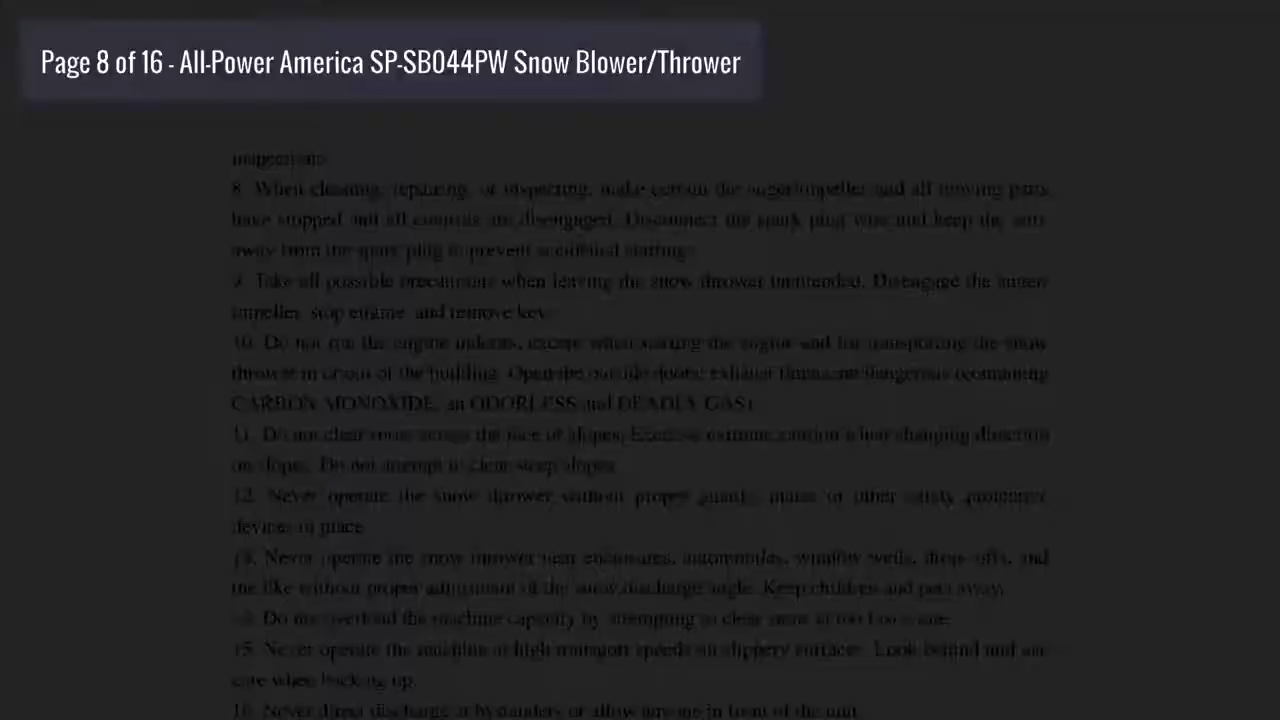 Page 8 of 16 - All-Power America SP-SB044PW Snow Blower/Thrower
8. When cleaning, repairing, or inspecting, make certain the auger/impeller and all moving parts
have stopped and all controls are disengaged. Disconnect the spark plug wire and keep the wire
away from the spark plug to prevent accidental starting.
9. Take all possible precautions when leaving the snow thrower unattended. Disengage the auger/
impeller, stop engine, and remove key.
10. Do not run the engine indoors, except when starting the engine and for transporting the snow
thrower in or out of the building. Open the outside doors; exhaust fumes are dangerous (containing
CARBON MONOXIDE, an ODORLESS and DEADLY GAS).
11. Do not clear snow across the face of slopes. Exercise extreme caution when changing direction
on slopes. Do not attempt to clear steep slopes.
12. Never operate the snow thrower without proper guards, plates or other safety protective
devices in place.
13. Never operate the snow thrower near enclosures, automobiles, window wells, drop-offs, and
the like without proper adjustment of the snow discharge angle. Keep children and pets away.
14. Do not overload the machine capacity by attempting to clear snow at too fast a rate.
15. Never operate the machine at high transport speeds on slippery surfaces. Look behind and use
care when backing up.
16. Never direct discharge at bystanders or allow anyone in front of the unit.